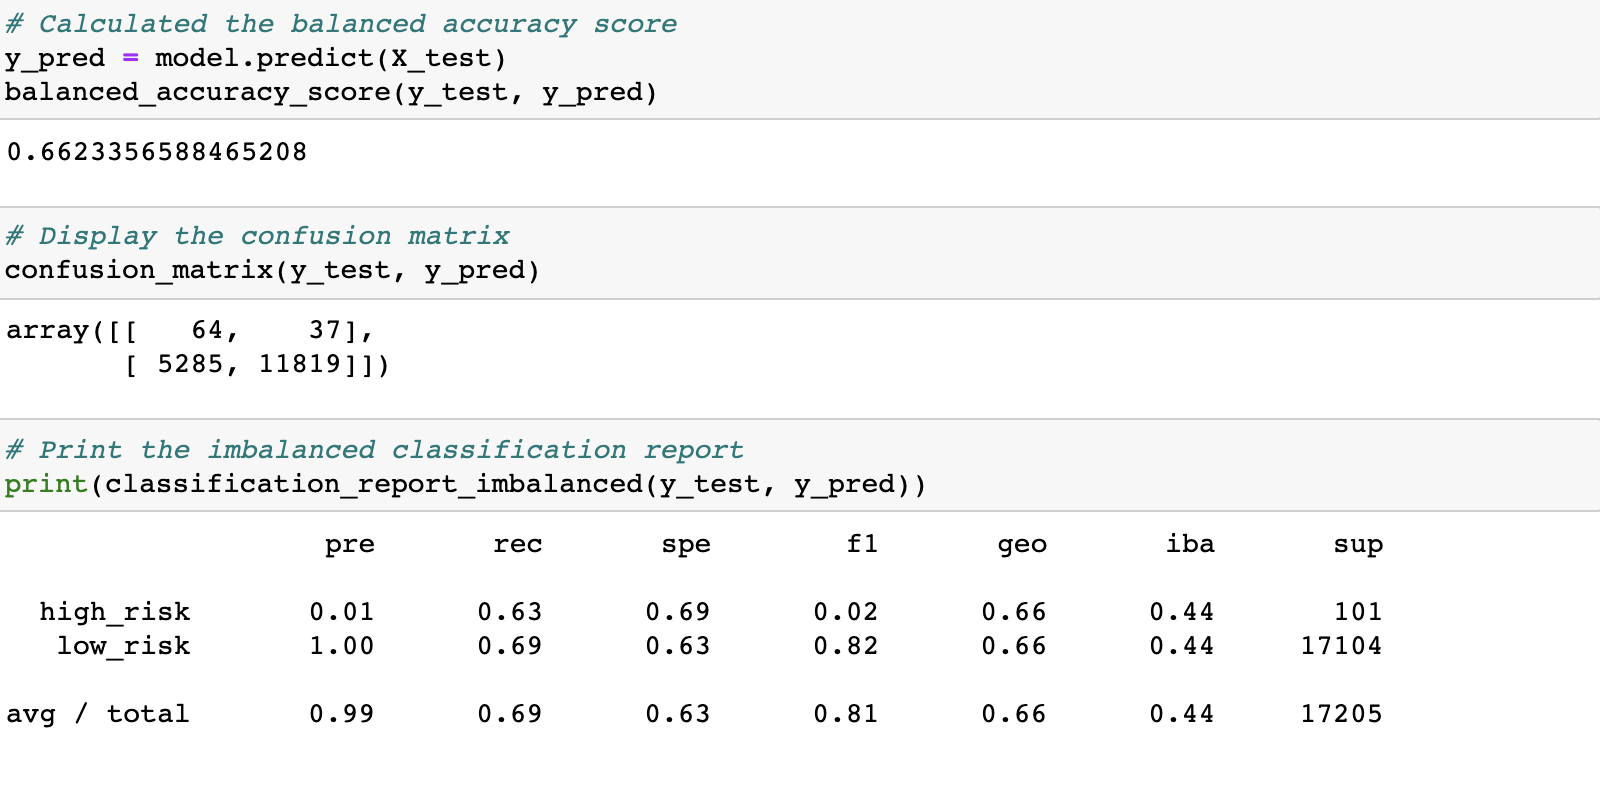 # Calculated the balanced accuracy score
y_pred = model.predict(X_test)
balanced_accuracy_score(y_test, y_pred)
0.6623356588465208
# Display the confusion matrix
confusion_matrix(y_test, y_pred)
array([[   64,    37],
       [ 5285, 11819]])
# Print the imbalanced classification report
print(classification_report_imbalanced(y_test, y_pred))
                   pre       rec       spe        f1       geo       iba       sup
  high_risk       0.01      0.63      0.69      0.02      0.66      0.44       101
   low_risk       1.00      0.69      0.63      0.82      0.66      0.44     17104
avg / total       0.99      0.69      0.63      0.81      0.66      0.44     17205